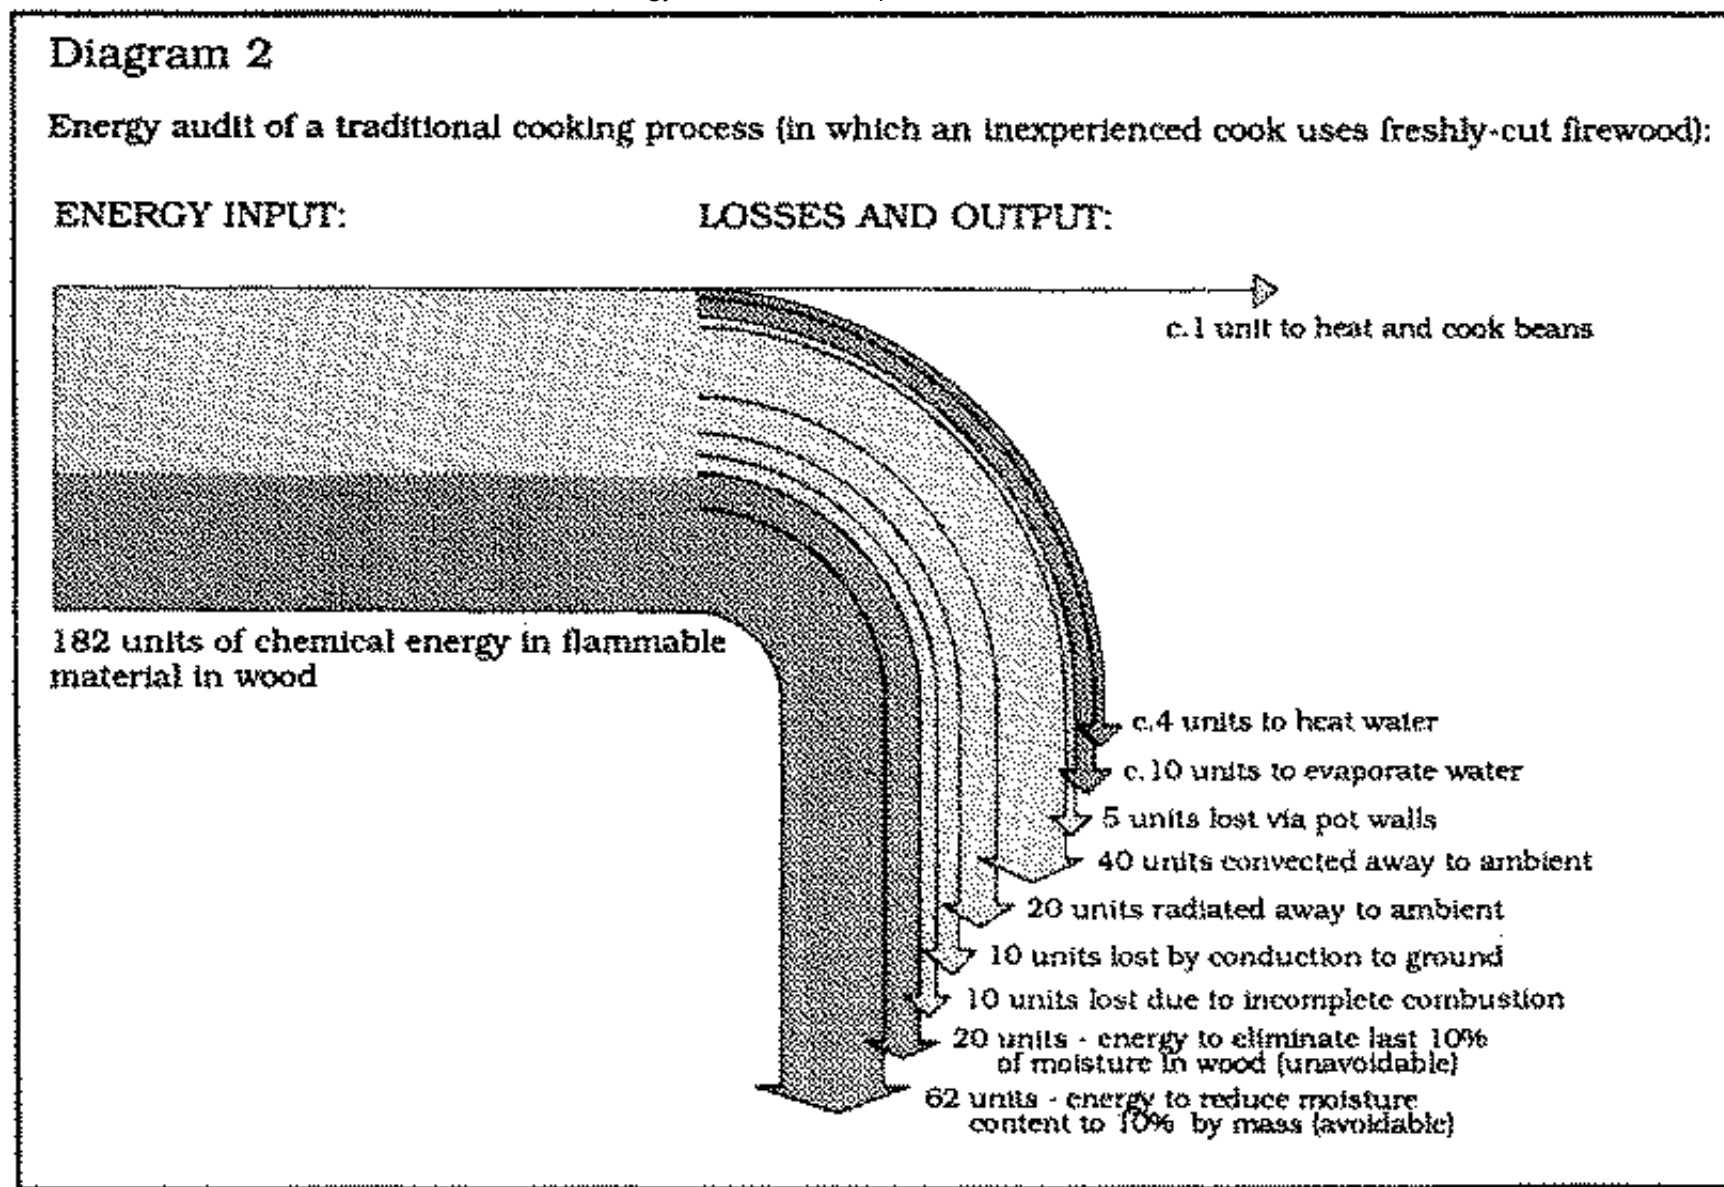 Diagram 2
Energy audit of a traditional cooking process (in which an inexperienced cook uses freshly-cut firewood):
ENERGY INPUT:
LOSSES AND OUTPUT:
c.1 unit to heat and cook beans
182 units of chemical energy in flammable
material in wood
c.4 units to heat water
c.10 units to evaporate water
5 units lost via pot walls
40 units convected away to ambient
20 units radiated away to ambient
10 units lost by conduction to ground
10 units lost due to incomplete combustion
20 units - energy to eliminate last 10%
of moisture in wood (unavoidable)
62 units - energy to reduce moisture
content to 10% by mass (avoidable)